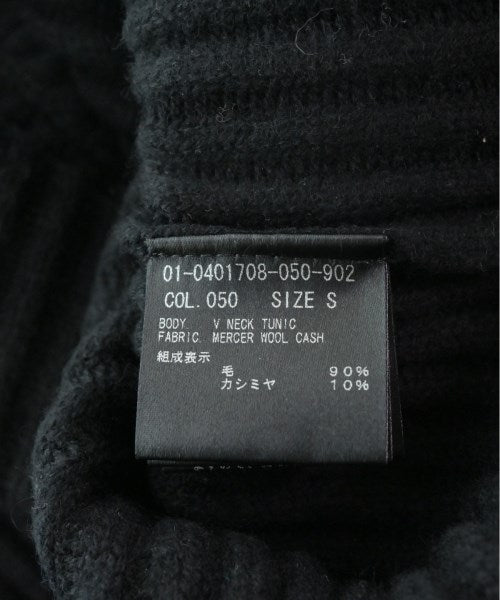 01-0401708-050-902
COL. 050 SIZE S
BODY. V NECK TUNIC
FABRIC. MERCER WOOL CASH
組成表示
毛 90%
カシミヤ 10%